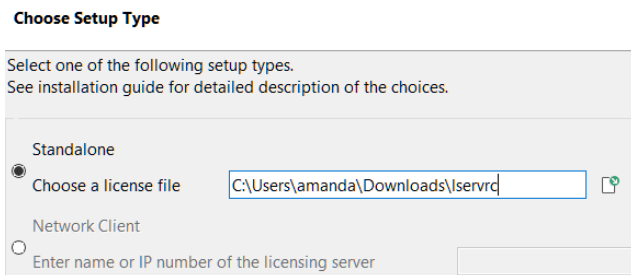 Choose Setup Type
Select one of the following setup types.
See installation guide for detailed description of the choices.
Standalone
Choose a license file C:\Users\amanda\Downloads\lservrc
Network Client
Enter name or IP number of the licensing server